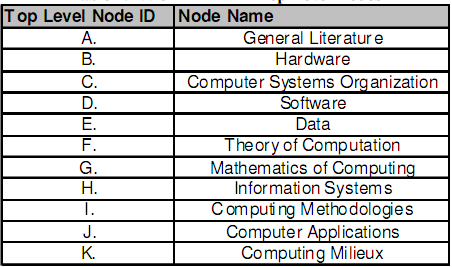 Top Level Node ID Node Name
A. General Literature
B. Hardware
C. Computer Systems Organization
D. Software
E. Data
F. Theory of Computation
G. Mathematics of Computing
H. Information Systems
I. Computing Methodologies
J. Computer Applications
K. Computing Milieux